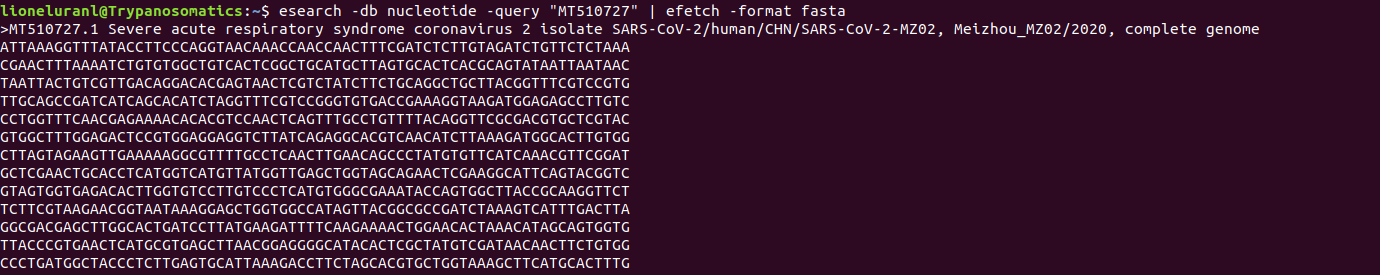 lioneluranl@Trypanosomatics:~$ esearch -db nucleotide -query "MT510727" | efetch -format fasta
>MT510727.1 Severe acute respiratory syndrome coronavirus 2 isolate SARS-CoV-2/human/CHN/SARS-CoV-2-MZ02, Meizhou_MZ02/2020, complete genome
ATTAAAGGTTTATACCTTCCCAGGTAACAAACCAACCAACTTTCGATCTCTTGTAGATCTGTTCTCTAAA
CGAACTTTAAAATCTGTGTGGCTGTCACTCGGCTGCATGCTTAGTGCACTCACGCAGTATAATTAATAAC
TAATTACTGTCGTTGACAGGACACGAGTAACTCGTCTATCTTCTGCAGGCTGCTTACGGTTTCGTCCGTG
TTGCAGCCGATCATCAGCACATCTAGGTTTCGTCCGGGTGTGACCGAAAGGTAAGATGGAGAGCCTTGTC
CCTGGTTTCAACGAGAAAACACACGTCCAACTCAGTTTGCCTGTTTTACAGGTTCGCGACGTGCTCGTAC
GTGGCTTTGGAGACTCCGTGGAGGAGGTCTTATCAGAGGCACGTCAACATCTTAAAGATGGCACTTGTGG
CTTAGTAGAAGTTGAAAAAGGCGTTTTGCCTCAACTTGAACAGCCCTATGTGTTCATCAAACGTTCGGAT
GCTCGAACTGCACCTCATGGTCATGTTATGGTTGAGCTGGTAGCAGAACTCGAAGGCATTCAGTACGGTC
GTAGTGGTGAGACACTTGGTGTCCTTGTCCCTCATGTGGGCGAAATACCAGTGGCTTACCGCAAGGTTCT
TCTTCGTAAGAACGGTAATAAAGGAGCTGGTGGCCATAGTTACGGCGCCGATCTAAAGTCATTTGACTTA
GGCGACGAGCTTGGCACTGATCCTTATGAAGATTTTCAAGAAAACTGGAACACTAAACATAGCAGTGGTG
TTACCCGTGAACTCATGCGTGAGCTTAACGGAGGGGCATACACTCGCTATGTCGATAACAACTTCTGTGG
CCCTGATGGCTACCCTCTTGAGTGCATTAAAGACCTTCTAGCACGTGCTGGTAAAGCTTCATGCACTTTG